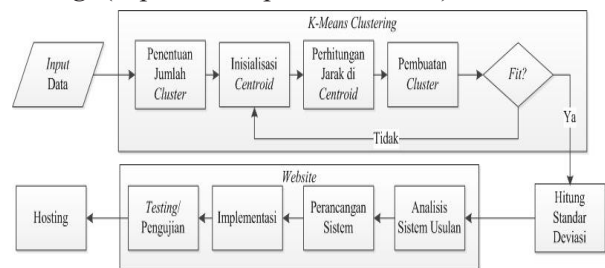 K-Means Clustering
Input
Data
Penentuan
Jumlah
Cluster
Inisialisasi
Centroid
Perhitungan
Jarak di
Centroid
Pembuatan
Cluster
Fit?
Tidak
Ya
Website
Hosting
Testing/
Pengujian
Implementasi
Perancangan
Sistem
Analisis
Sistem Usulan
Hitung
Standar
Deviasi